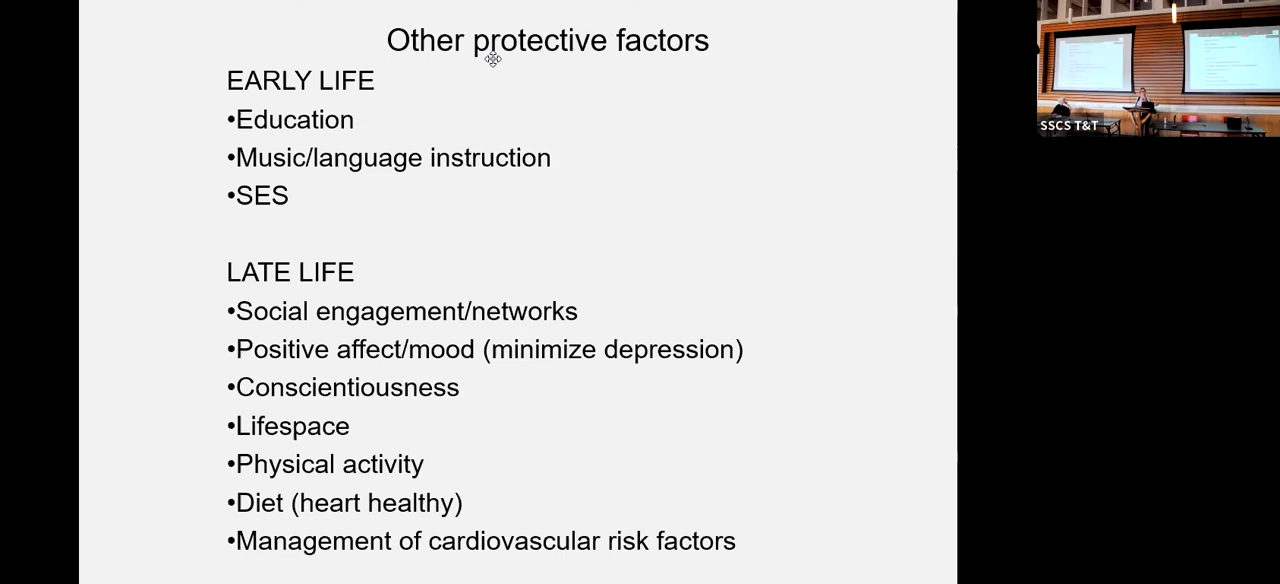 Other protective factors
EARLY LIFE
•Education
•Music/language instruction
•SES
LATE LIFE
•Social engagement/networks
•Positive affect/mood (minimize depression)
•Conscientiousness
•Lifespace
•Physical activity
•Diet (heart healthy)
•Management of cardiovascular risk factors
SSCS T&T